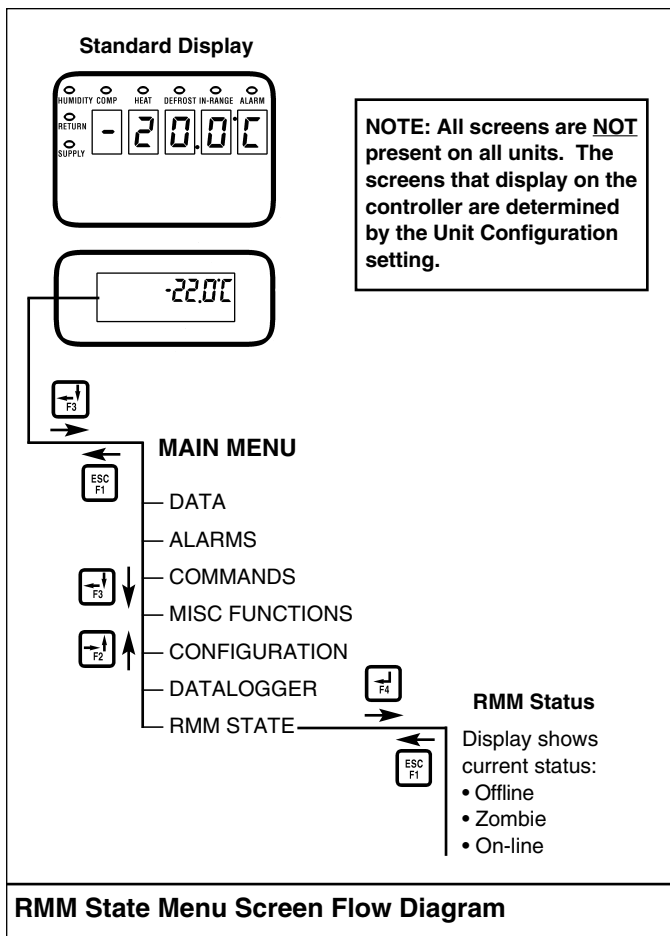 Standard Display
HUMIDITY COMP HEAT DEFROST IN-RANGE ALARM
RETURN
SUPPLY
-20.0°C
NOTE: All screens are NOT
present on all units. The
screens that display on the
controller are determined
by the Unit Configuration
setting.
-22.0°C
F3
MAIN MENU
ESC
F1
DATA
ALARMS
COMMANDS
F3
MISC FUNCTIONS
F2
CONFIGURATION
DATALOGGER
F4
RMM STATE
ESC
F1
RMM Status
Display shows
current status:
• Offline
• Zombie
• On-line
RMM State Menu Screen Flow Diagram